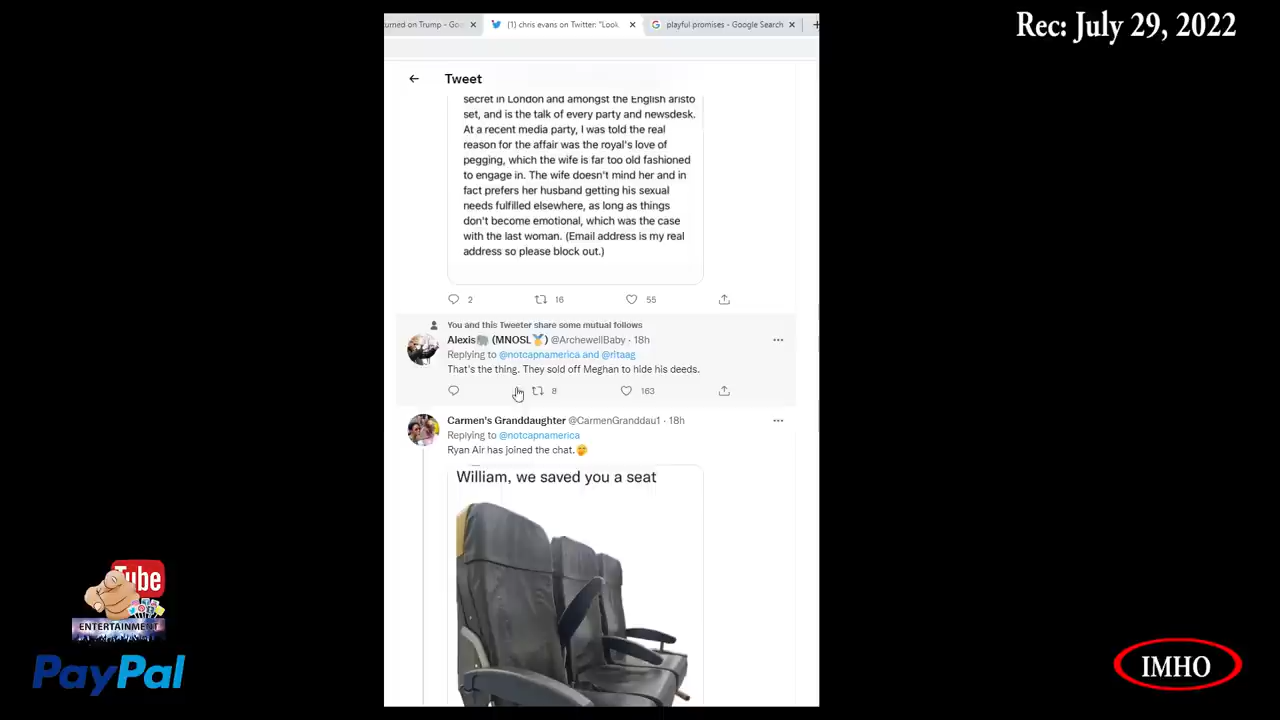 Rec: July 29, 2022
urned on Trump - Goo
(1) chris evans on Twitter: "Look
playful promises - Google Search
Tweet
secret in London and amongst the English aristo
set, and is the talk of every party and newsdesk.
At a recent media party, I was told the real
reason for the affair was the royal's love of
pegging, which the wife is far too old fashioned
to engage in. The wife doesn't mind her and in
fact prefers her husband getting his sexual
needs fulfilled elsewhere, as long as things
don't become emotional, which was the case
with the last woman. (Email address is my real
address so please block out.)
2 16 55
You and this Tweeter share some mutual follows
Alexis🐘 (MNOSL🏅) @ArchewellBaby · 18h
Replying to @notcapnamerica and @ritaag
That's the thing. They sold off Meghan to hide his deeds.
8 163
Carmen's Granddaughter @CarmenGranddau1 · 18h
Replying to @notcapnamerica
Ryan Air has joined the chat.🤭
William, we saved you a seat
Tube
ENTERTAINMENT
PayPal
IMHO